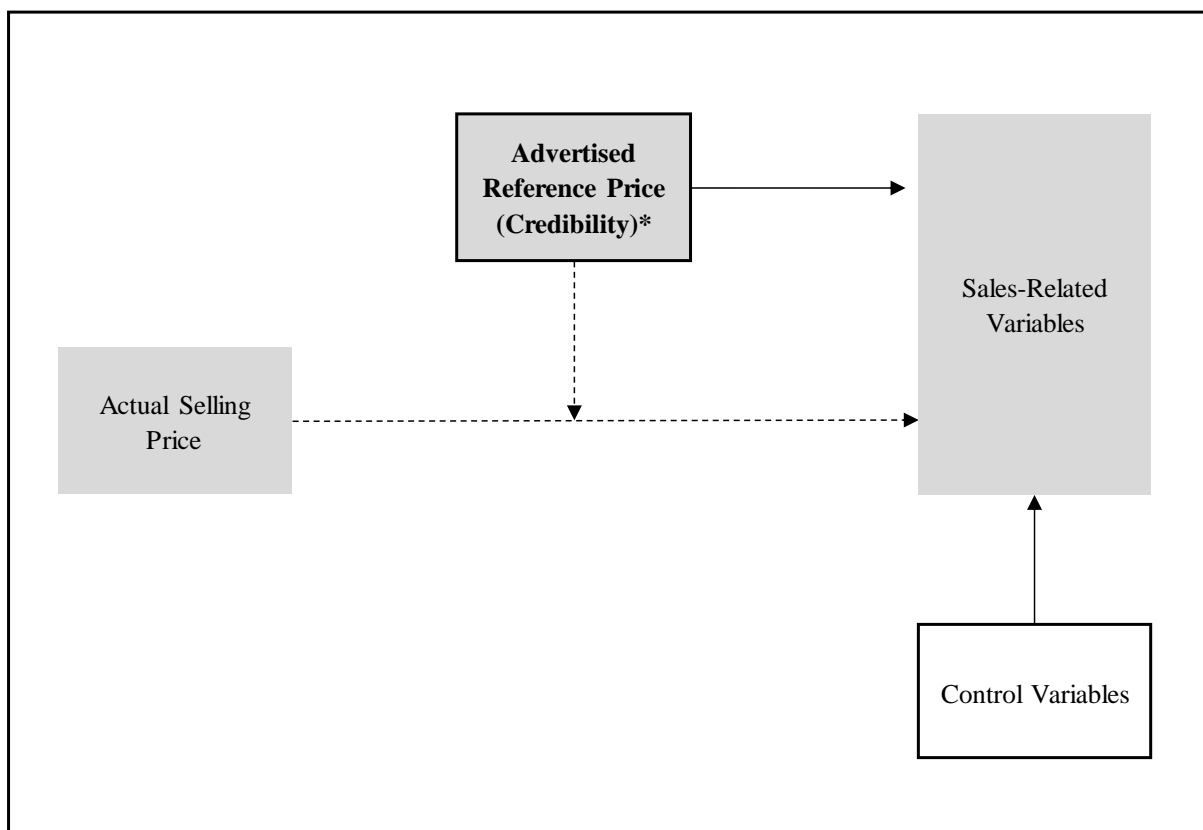 Advertised
Reference Price
(Credibility)*
Sales-Related
Variables
Actual Selling
Price
Control Variables